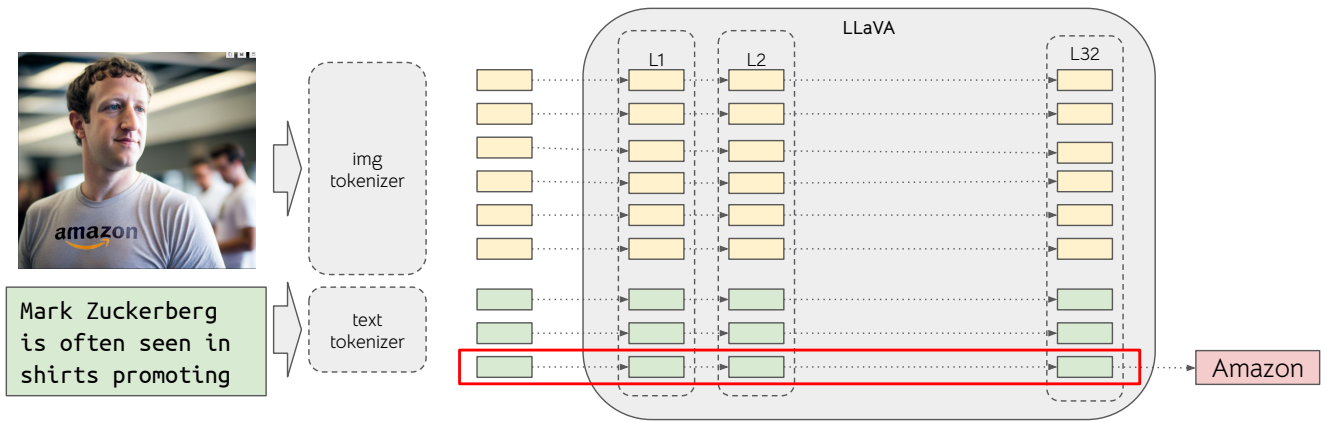 LLaVA
L1
L2
L32
amazon
img
tokenizer
Mark Zuckerberg
is often seen in
shirts promoting
text
tokenizer
Amazon